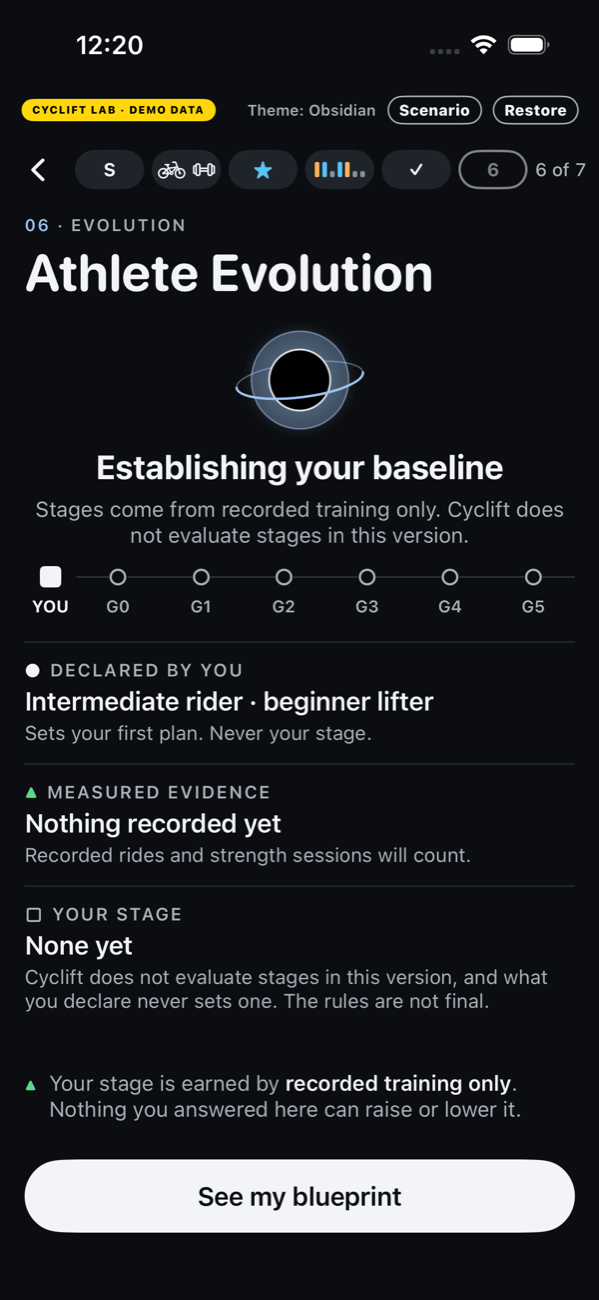 12:20
CYCLIFT LAB · DEMO DATA
Theme: Obsidian
Scenario
Restore
S
6
6 of 7
06 · EVOLUTION
Athlete Evolution
Establishing your baseline
Stages come from recorded training only. Cyclift does
not evaluate stages in this version.
YOU G0 G1 G2 G3 G4 G5
DECLARED BY YOU
Intermediate rider · beginner lifter
Sets your first plan. Never your stage.
MEASURED EVIDENCE
Nothing recorded yet
Recorded rides and strength sessions will count.
YOUR STAGE
None yet
Cyclift does not evaluate stages in this version, and what
you declare never sets one. The rules are not final.
Your stage is earned by recorded training only.
Nothing you answered here can raise or lower it.
See my blueprint